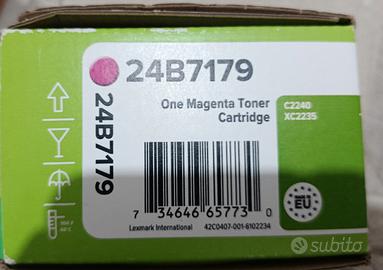 24B7179
24B7179
One Magenta Toner
Cartridge
C2240
XC2235
EU
7 34646 65773 0
Lexmark International 42C0407-001-6102234
subito